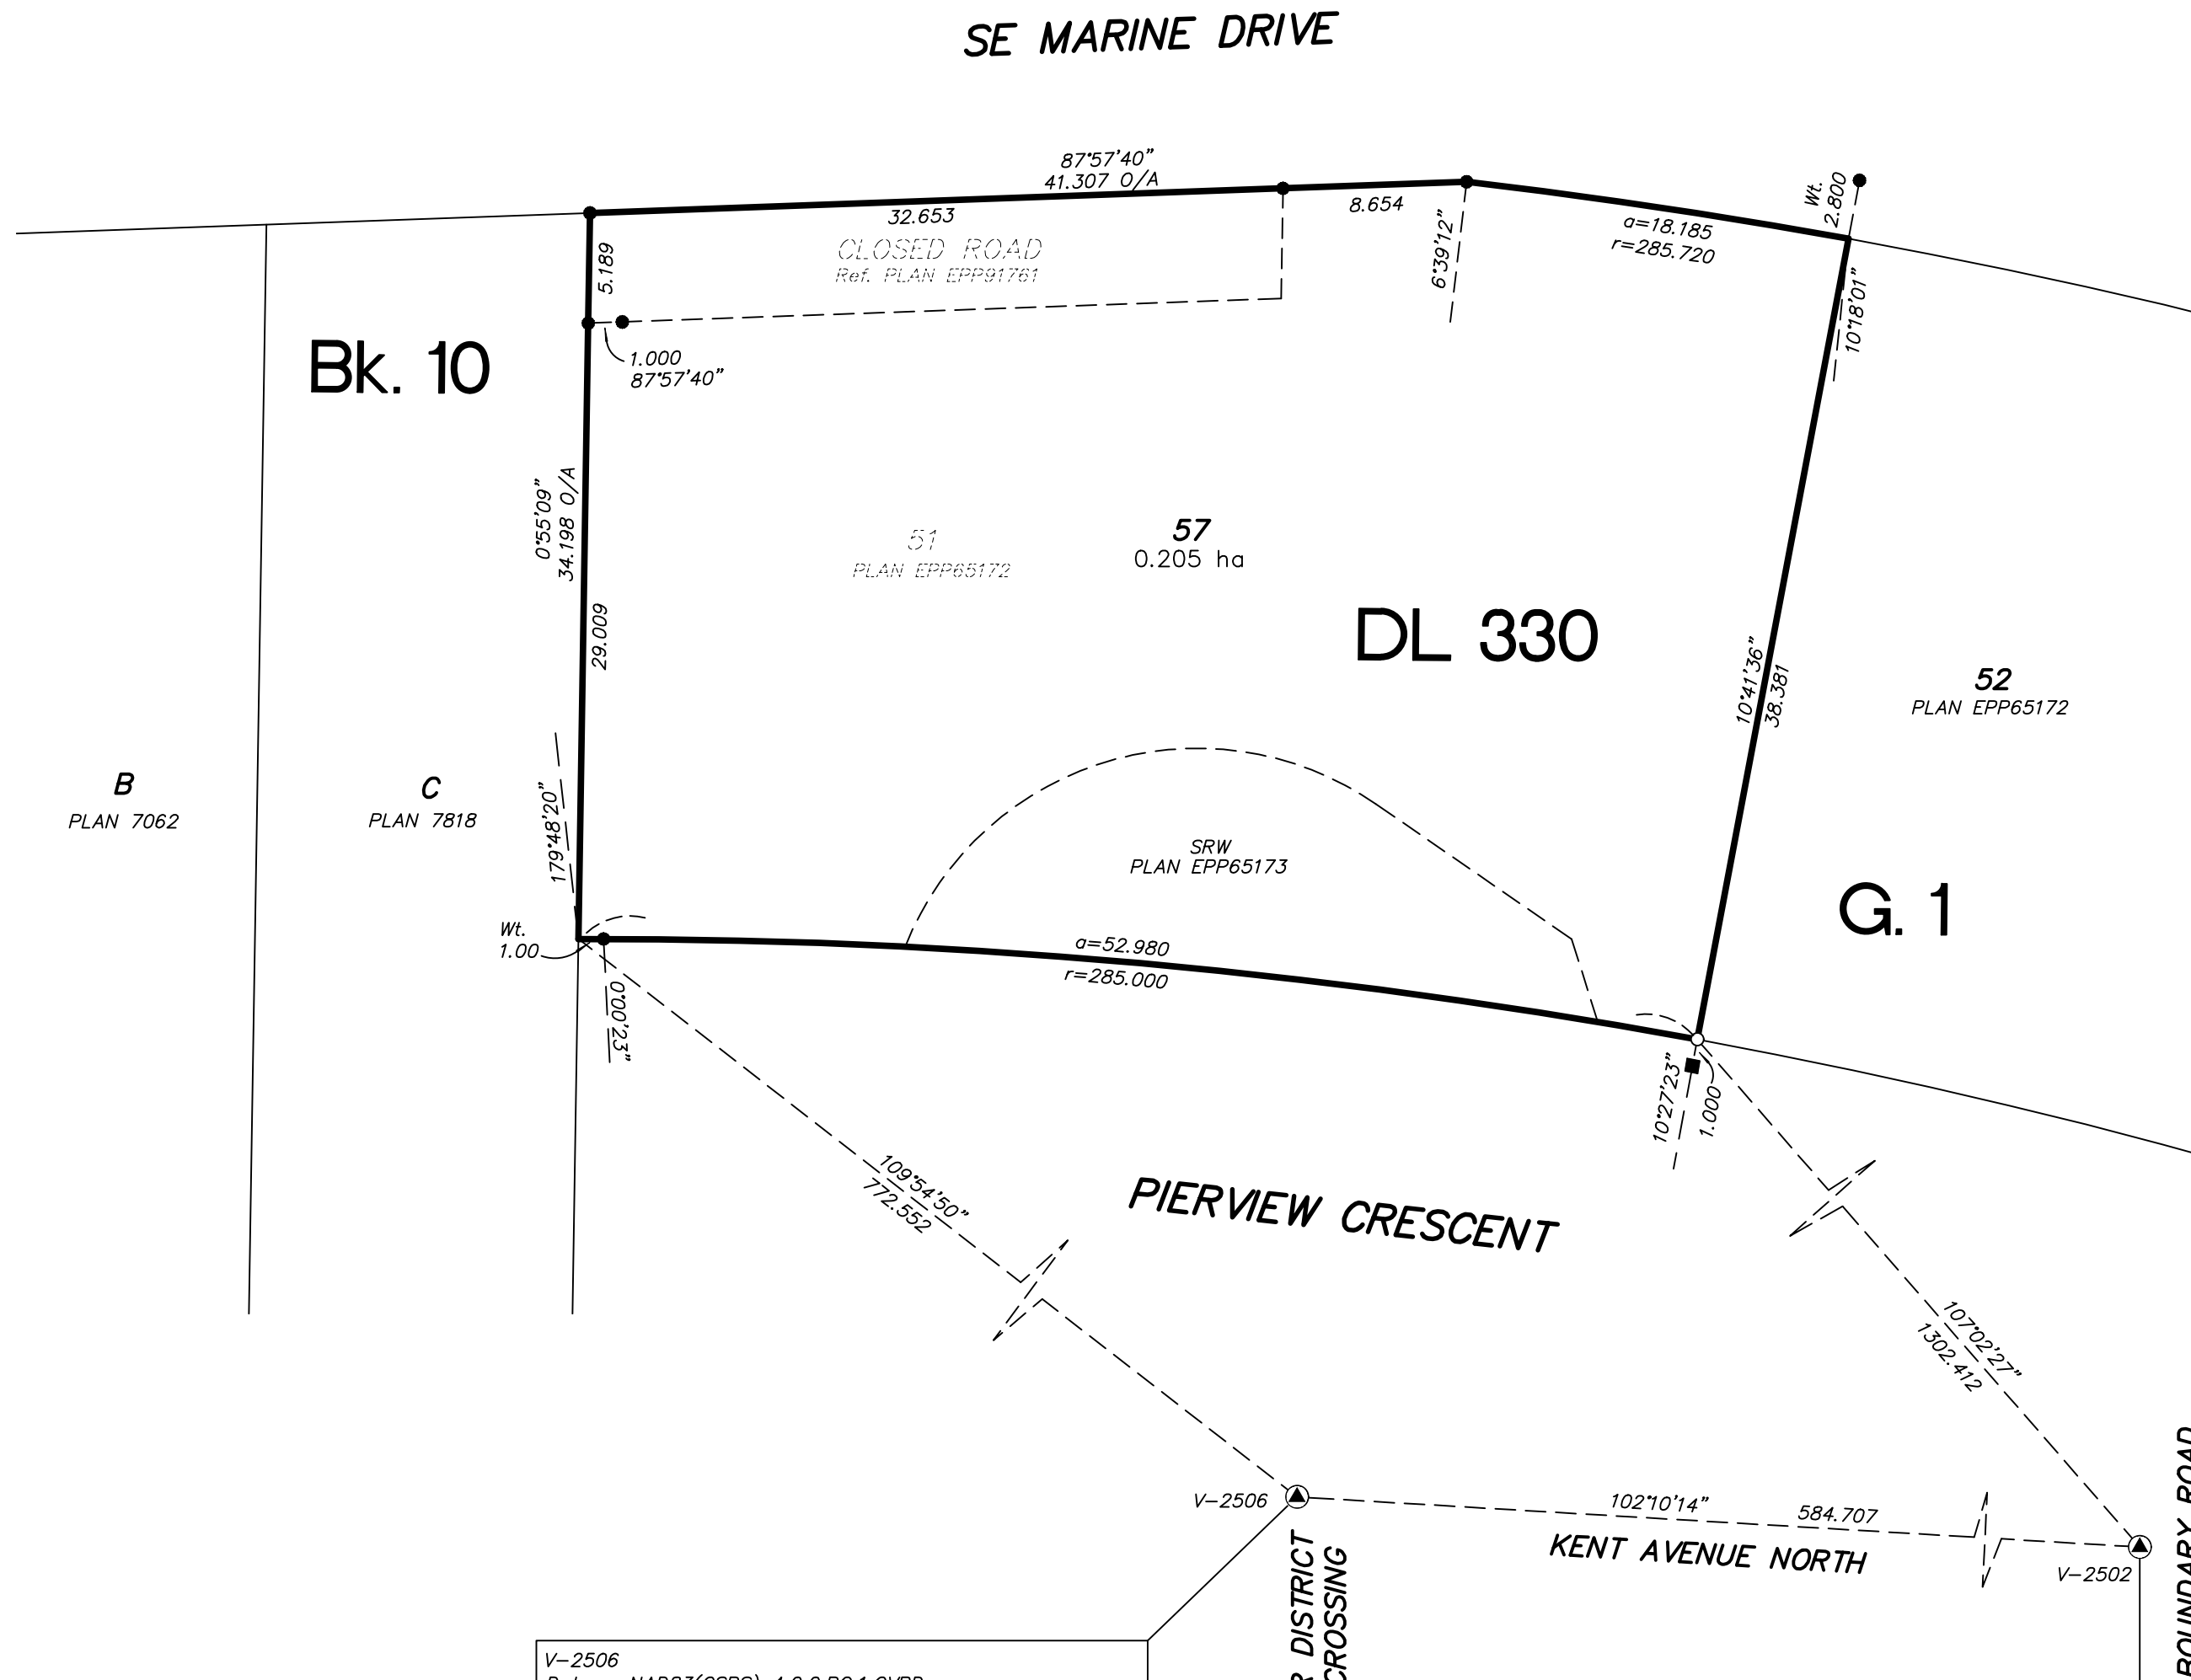 SE MARINE DRIVE
87°57'40"
41.307 O/A
32.653
8.654
Wt.
2.800
a=18.185
r=285.720
CLOSED ROAD
Ref. PLAN EPP91761
5.189
6°39'12"
10°18'01"
1.000
87°57'40"
Bk. 10
0°55'09"
34.198 O/A
29.009
51
PLAN EPP65172
57
0.205 ha
DL 330
10°41'36"
38.381
52
PLAN EPP65172
B
PLAN 7062
C
PLAN 7818
179°48'20"
SRW
PLAN EPP65173
G. 1
Wt.
1.00
a=52.980
r=285.000
0°00'23"
10°27'23"
1.000
109°54'50"
772.552
PIERVIEW CRESCENT
107°02'27"
1302.412
V-2506
102°10'14" 584.707
KENT AVENUE NORTH
V-2502
DISTRICT
CROSSING
BOUNDARY ROAD
V-2506